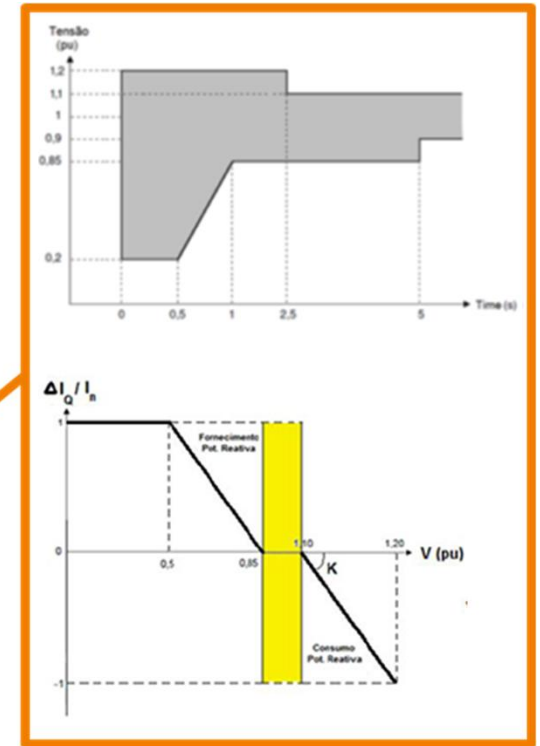 Tensão
(pu)
1,2
1,1
1
0,9
0,85
0,2
0
0,5
1
2,5
5
Time (s)
ΔI_Q / I_n
1
Fornecimento
Pot. Reativa
0
0,5
0,85
1,10
1,20
V (pu)
K
Consumo
Pot. Reativa
-1